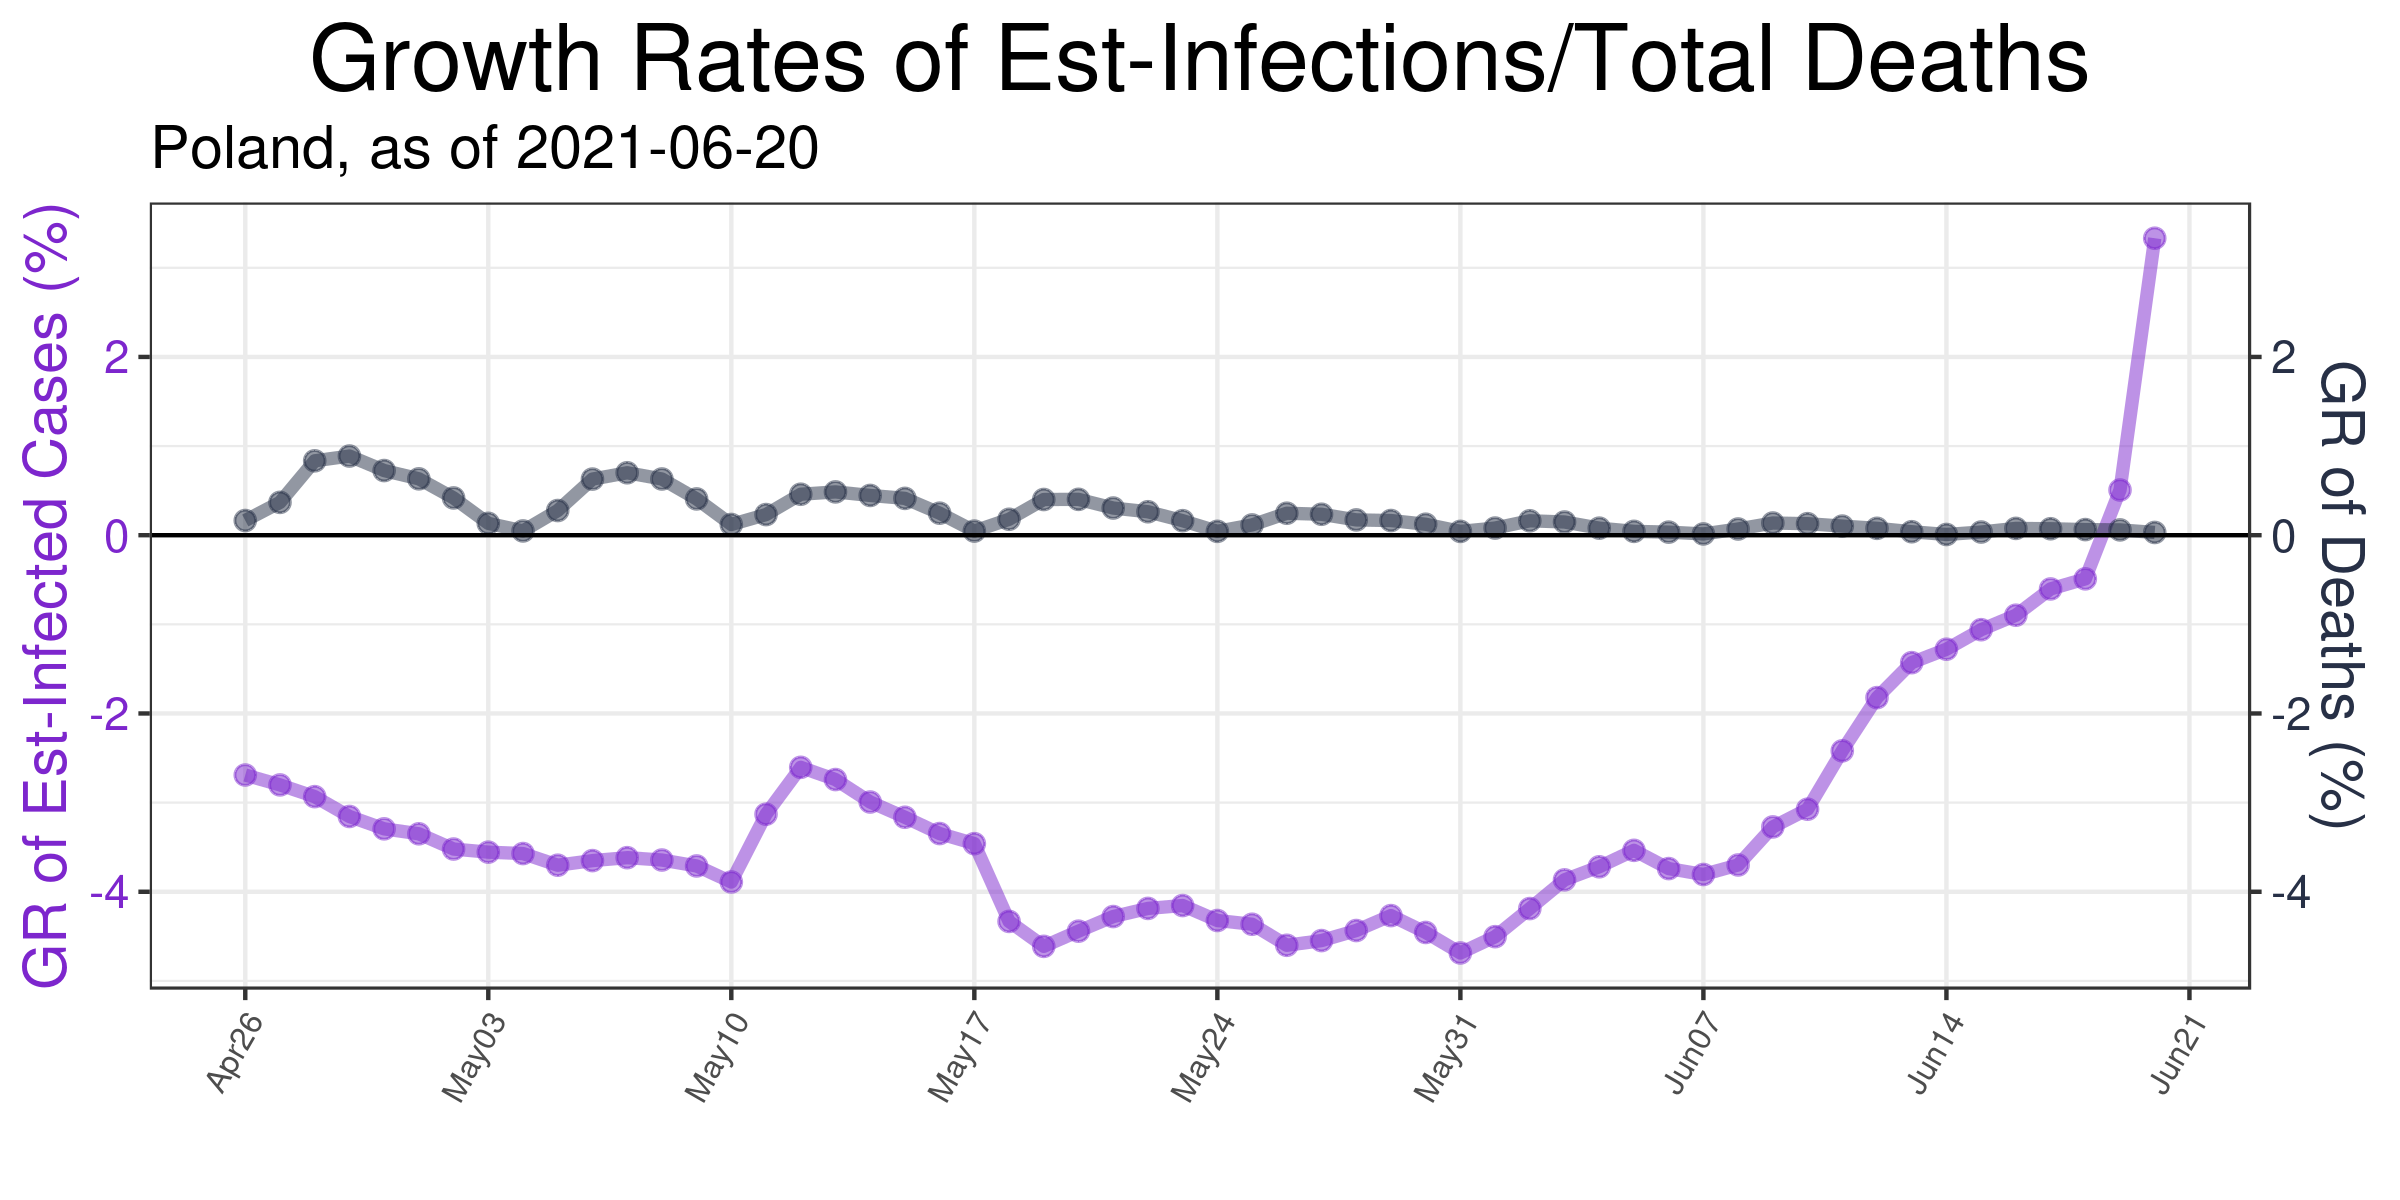 Growth Rates of Est-Infections/Total Deaths
Poland, as of 2021-06-20
GR of Est-Infected Cases (%)
2
0
-2
-4
2
0
-2
-4
GR of Deaths (%)
Apr26
May03
May10
May17
May24
May31
Jun07
Jun14
Jun21